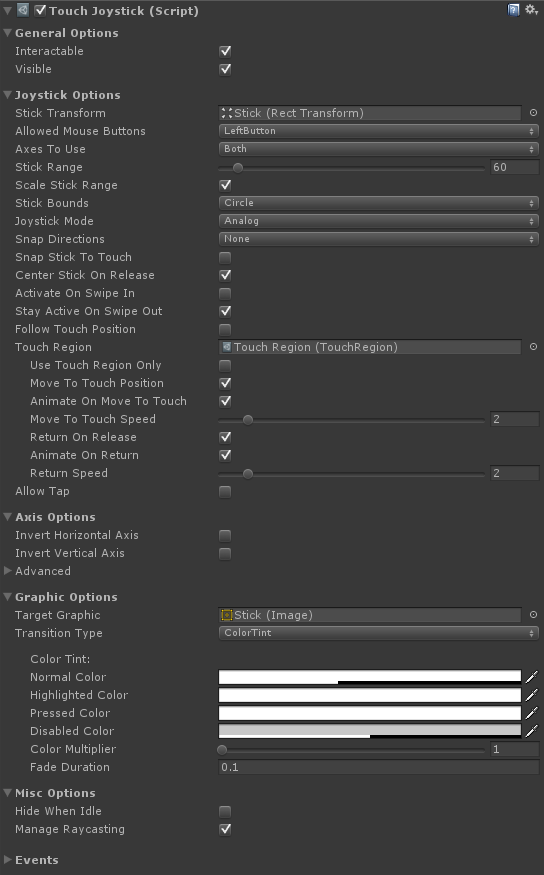 Touch Joystick (Script)
General Options
Interactable
Visible
Joystick Options
Stick Transform Stick (Rect Transform)
Allowed Mouse Buttons LeftButton
Axes To Use Both
Stick Range 60
Scale Stick Range
Stick Bounds Circle
Joystick Mode Analog
Snap Directions None
Snap Stick To Touch
Center Stick On Release
Activate On Swipe In
Stay Active On Swipe Out
Follow Touch Position
Touch Region Touch Region (TouchRegion)
Use Touch Region Only
Move To Touch Position
Animate On Move To Touch
Move To Touch Speed 2
Return On Release
Animate On Return
Return Speed 2
Allow Tap
Axis Options
Invert Horizontal Axis
Invert Vertical Axis
Advanced
Graphic Options
Target Graphic Stick (Image)
Transition Type ColorTint
Color Tint:
Normal Color
Highlighted Color
Pressed Color
Disabled Color
Color Multiplier 1
Fade Duration 0.1
Misc Options
Hide When Idle
Manage Raycasting
Events